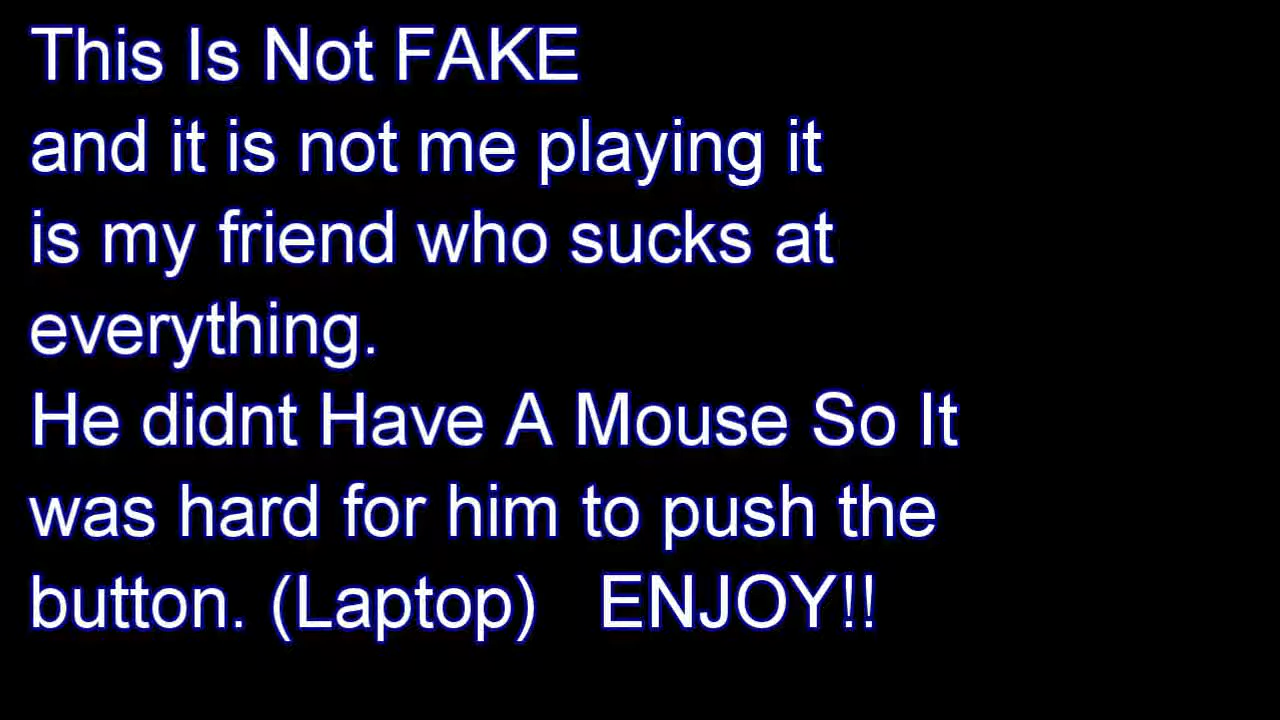 This Is Not FAKE
and it is not me playing it
is my friend who sucks at
everything.
He didnt Have A Mouse So It
was hard for him to push the
button. (Laptop) ENJOY!!